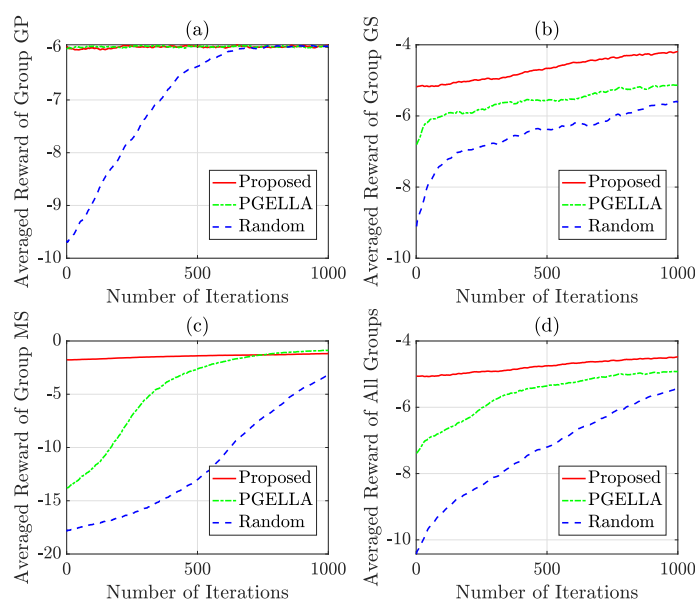 (a)
Averaged Reward of Group GP
-6
-7
-8
-9
-10
0
500
1000
Number of Iterations
Proposed
PGELLA
Random
(b)
Averaged Reward of Group GS
-4
-6
-8
-10
0
500
1000
Number of Iterations
Proposed
PGELLA
Random
(c)
Averaged Reward of Group MS
0
-5
-10
-15
-20
0
500
1000
Number of Iterations
Proposed
PGELLA
Random
(d)
Averaged Reward of All Groups
-4
-6
-8
-10
0
500
1000
Number of Iterations
Proposed
PGELLA
Random